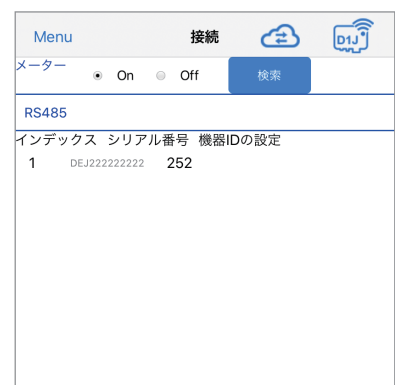 Menu 接続 D1J
メーター On Off 検索
RS485
インデックス シリアル番号 機器IDの設定
1 DEJ222222222 252